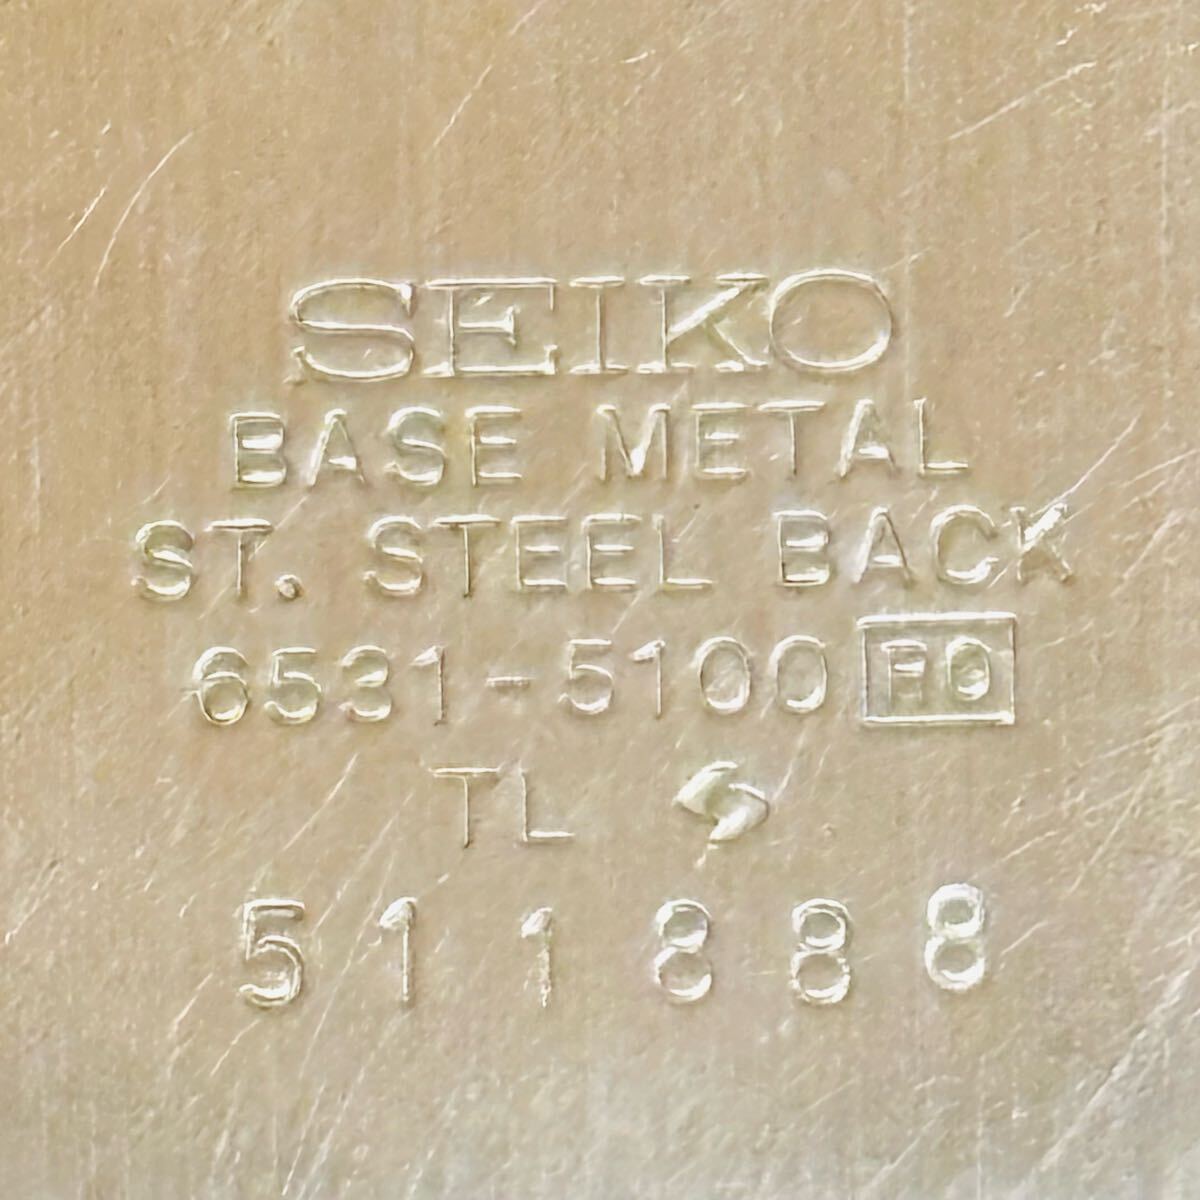 SEIKO
BASE METAL
ST. STEEL BACK
6531-5100
TL
511888